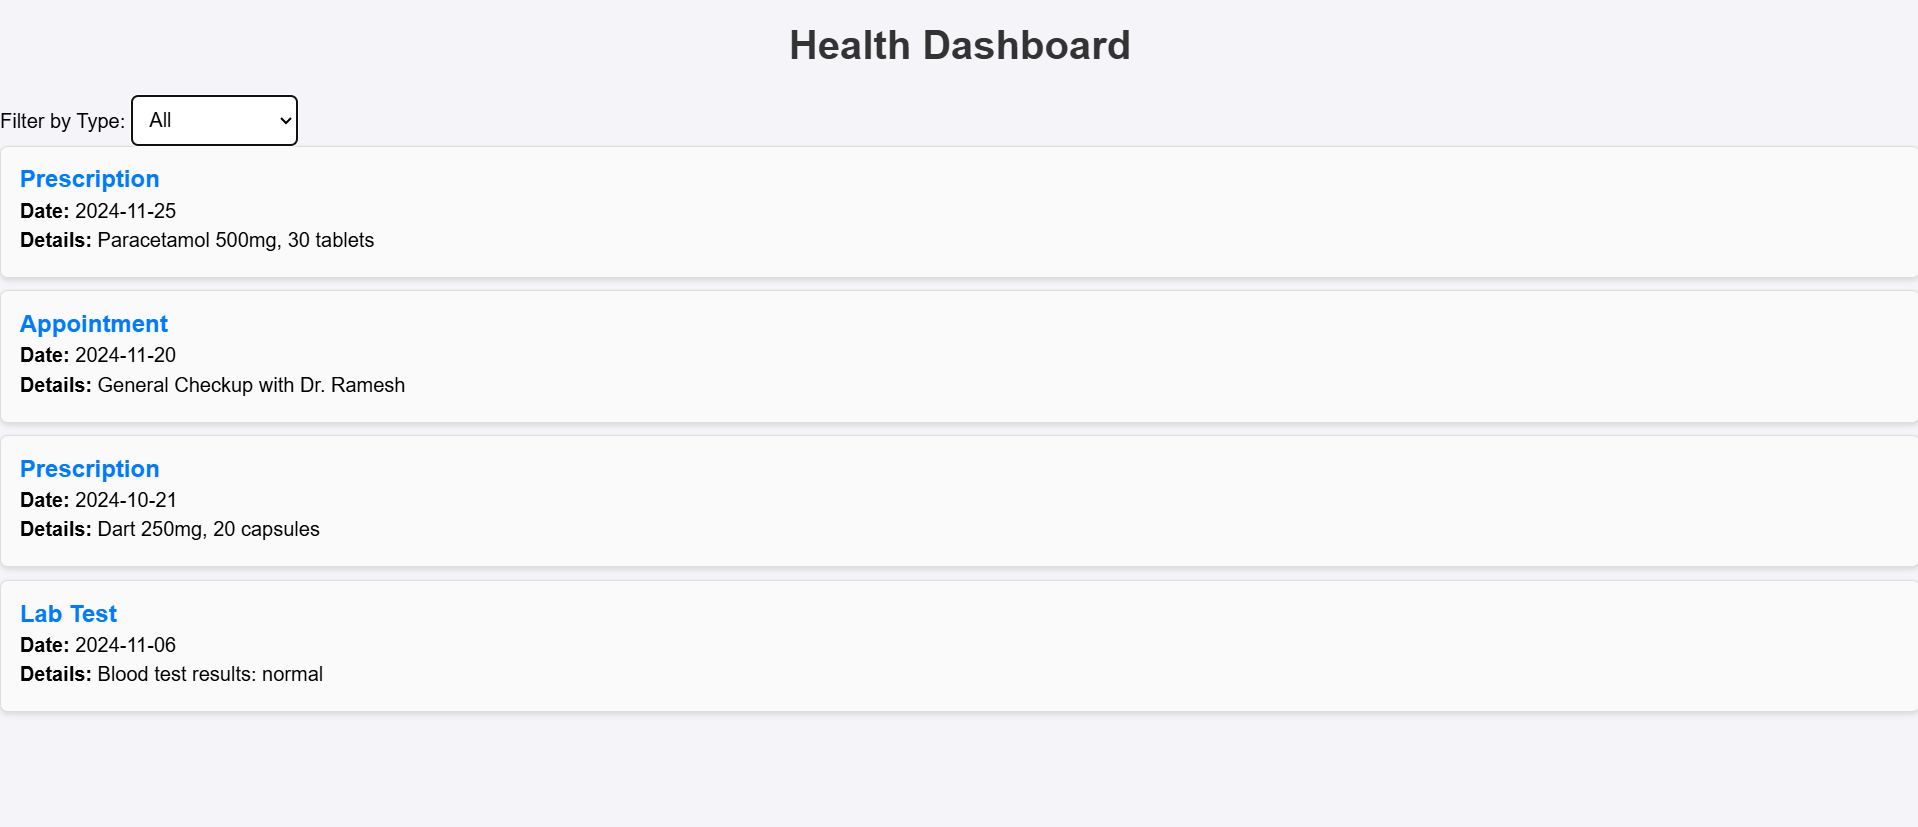 Health Dashboard
Filter by Type: All
Prescription
Date: 2024-11-25
Details: Paracetamol 500mg, 30 tablets
Appointment
Date: 2024-11-20
Details: General Checkup with Dr. Ramesh
Prescription
Date: 2024-10-21
Details: Dart 250mg, 20 capsules
Lab Test
Date: 2024-11-06
Details: Blood test results: normal